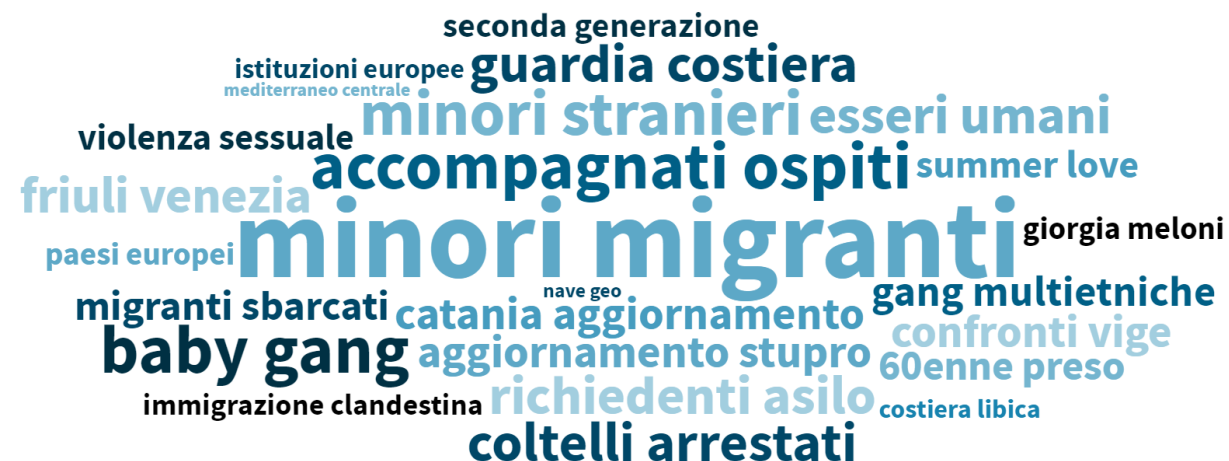 seconda generazione
istituzioni europee guardia costiera
mediterraneo centrale
minori stranieri esseri umani
violenza sessuale
accompagnati ospiti summer love
friuli venezia
minori migranti giorgia meloni
paesi europei
nave geo
migranti sbarcati catania aggiornamento gang multietniche
confronti vige
baby gang aggiornamento stupro 60enne preso
immigrazione clandestina richiedenti asilo costiera libica
coltelli arrestati